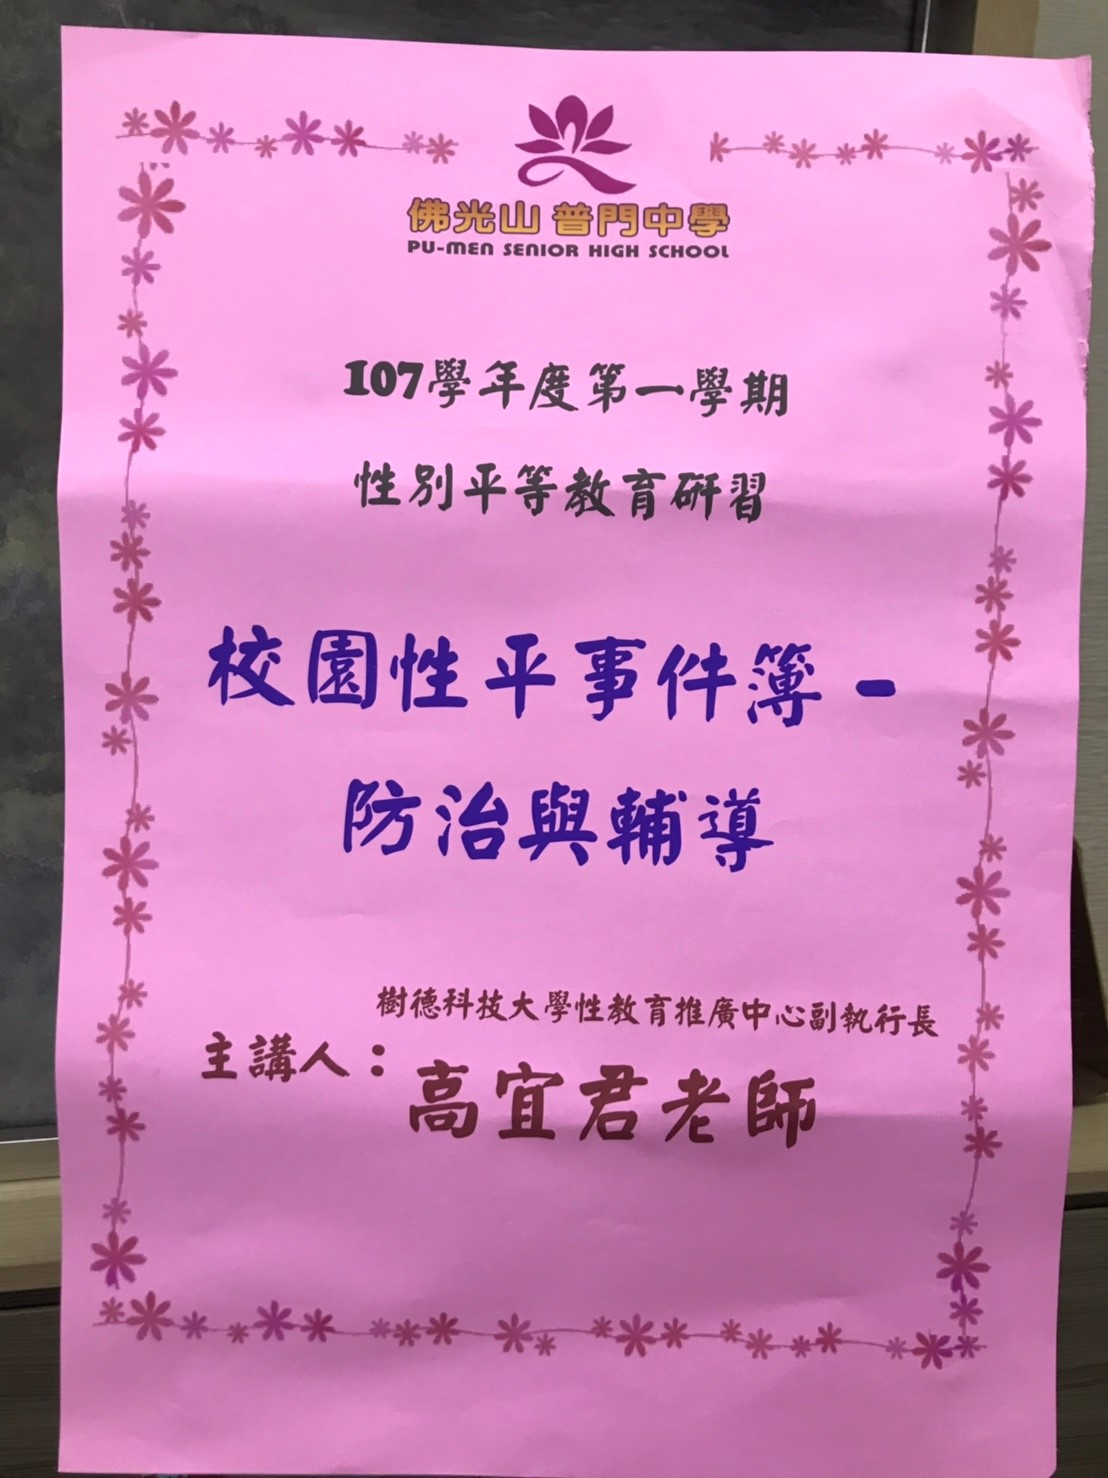 佛光山 普門中學
PU-MEN SENIOR HIGH SCHOOL
107學年度第一學期
性別平等教育研習
校園性平事件簿-
防治與輔導
樹德科技大學性教育推廣中心副執行長
主講人：高宜君老師